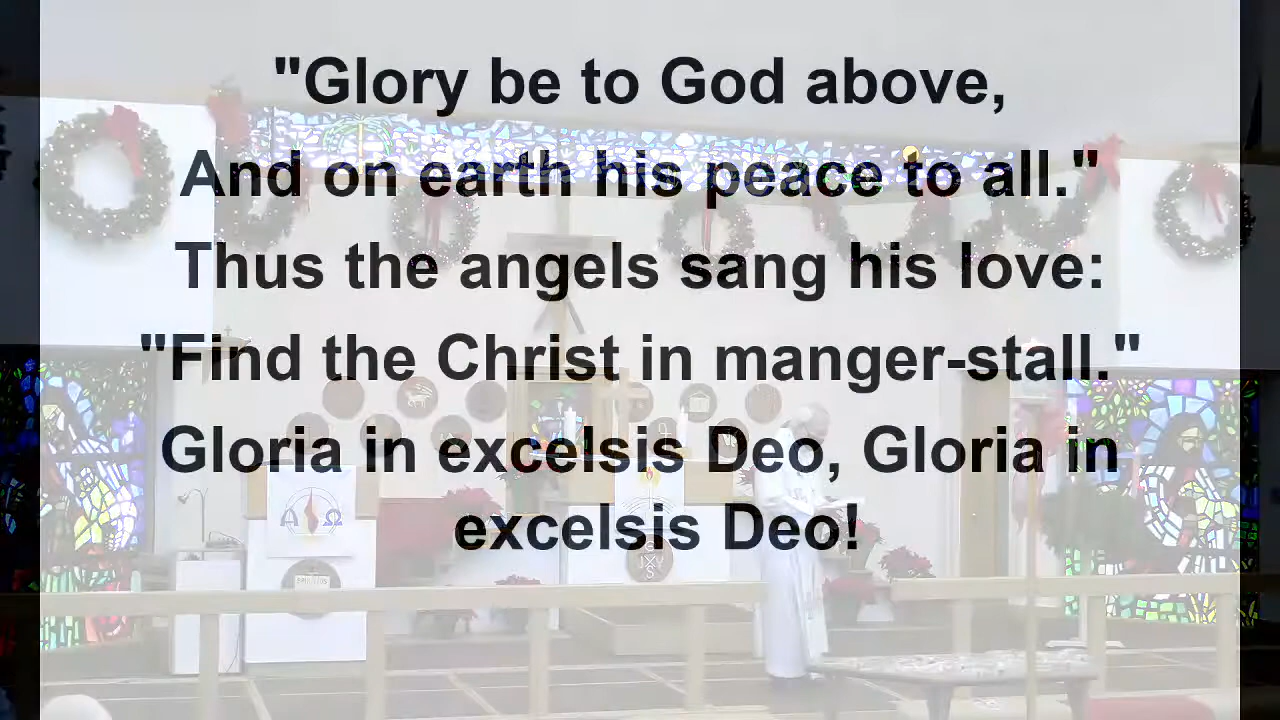 "Glory be to God above,
And on earth his peace to all."
Thus the angels sang his love:
"Find the Christ in manger-stall."
Gloria in excelsis Deo, Gloria in
excelsis Deo!
Α Ω